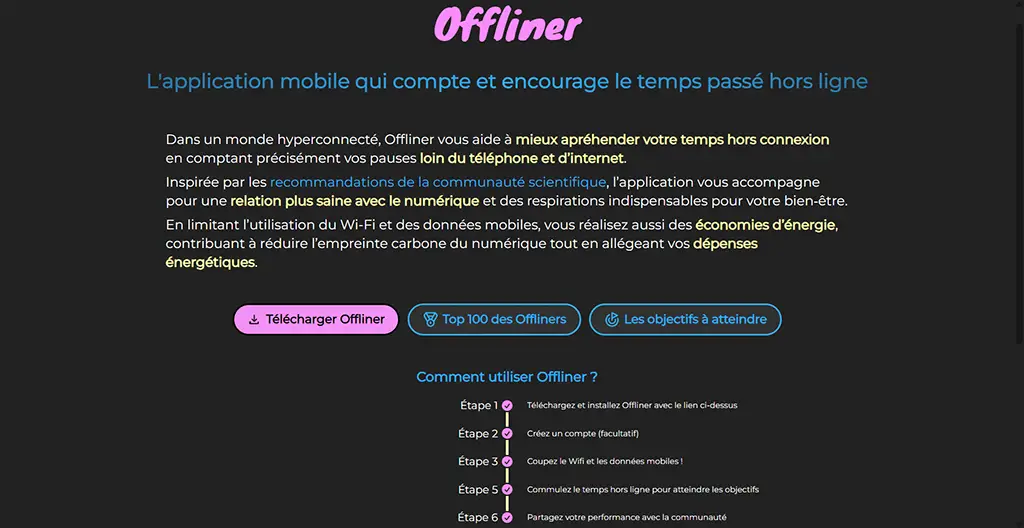 Offliner
L'application mobile qui compte et encourage le temps passé hors ligne
Dans un monde hyperconnecté, Offliner vous aide à mieux apréhender votre temps hors connexion
en comptant précisément vos pauses loin du téléphone et d’internet.
Inspirée par les recommandations de la communauté scientifique, l’application vous accompagne
pour une relation plus saine avec le numérique et des respirations indispensables pour votre bien-être.
En limitant l’utilisation du Wi-Fi et des données mobiles, vous réalisez aussi des économies d’énergie,
contribuant à réduire l’empreinte carbone du numérique tout en allégeant vos dépenses
énergétiques.
Télécharger Offliner
Top 100 des Offliners
Les objectifs à atteindre
Comment utiliser Offliner ?
Étape 1 Téléchargez et installez Offliner avec le lien ci-dessus
Étape 2 Créez un compte (facultatif)
Étape 3 Coupez le Wifi et les données mobiles !
Étape 5 Commulez le temps hors ligne pour atteindre les objectifs
Étape 6 Partagez votre performance avec la communauté